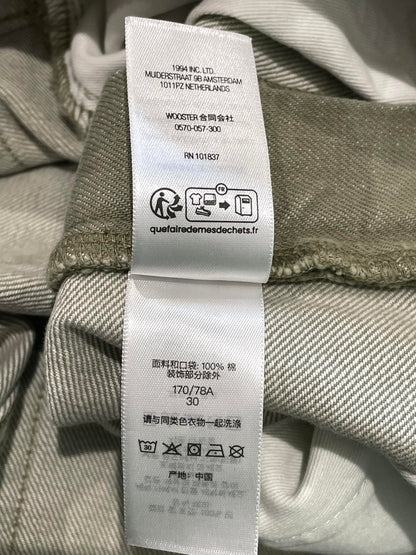 1994 INC. LTD.
MUIDERSTRAAT 9B AMSTERDAM
1011PZ NETHERLANDS
WOOSTER 合同会社
0570-057-300
RN 101837
FR
quefairedemesdechets.fr
面料和口袋: 100% 棉
装饰部分除外
170/78A
30
请与同类色衣物一起洗涤
30
产地: 中国